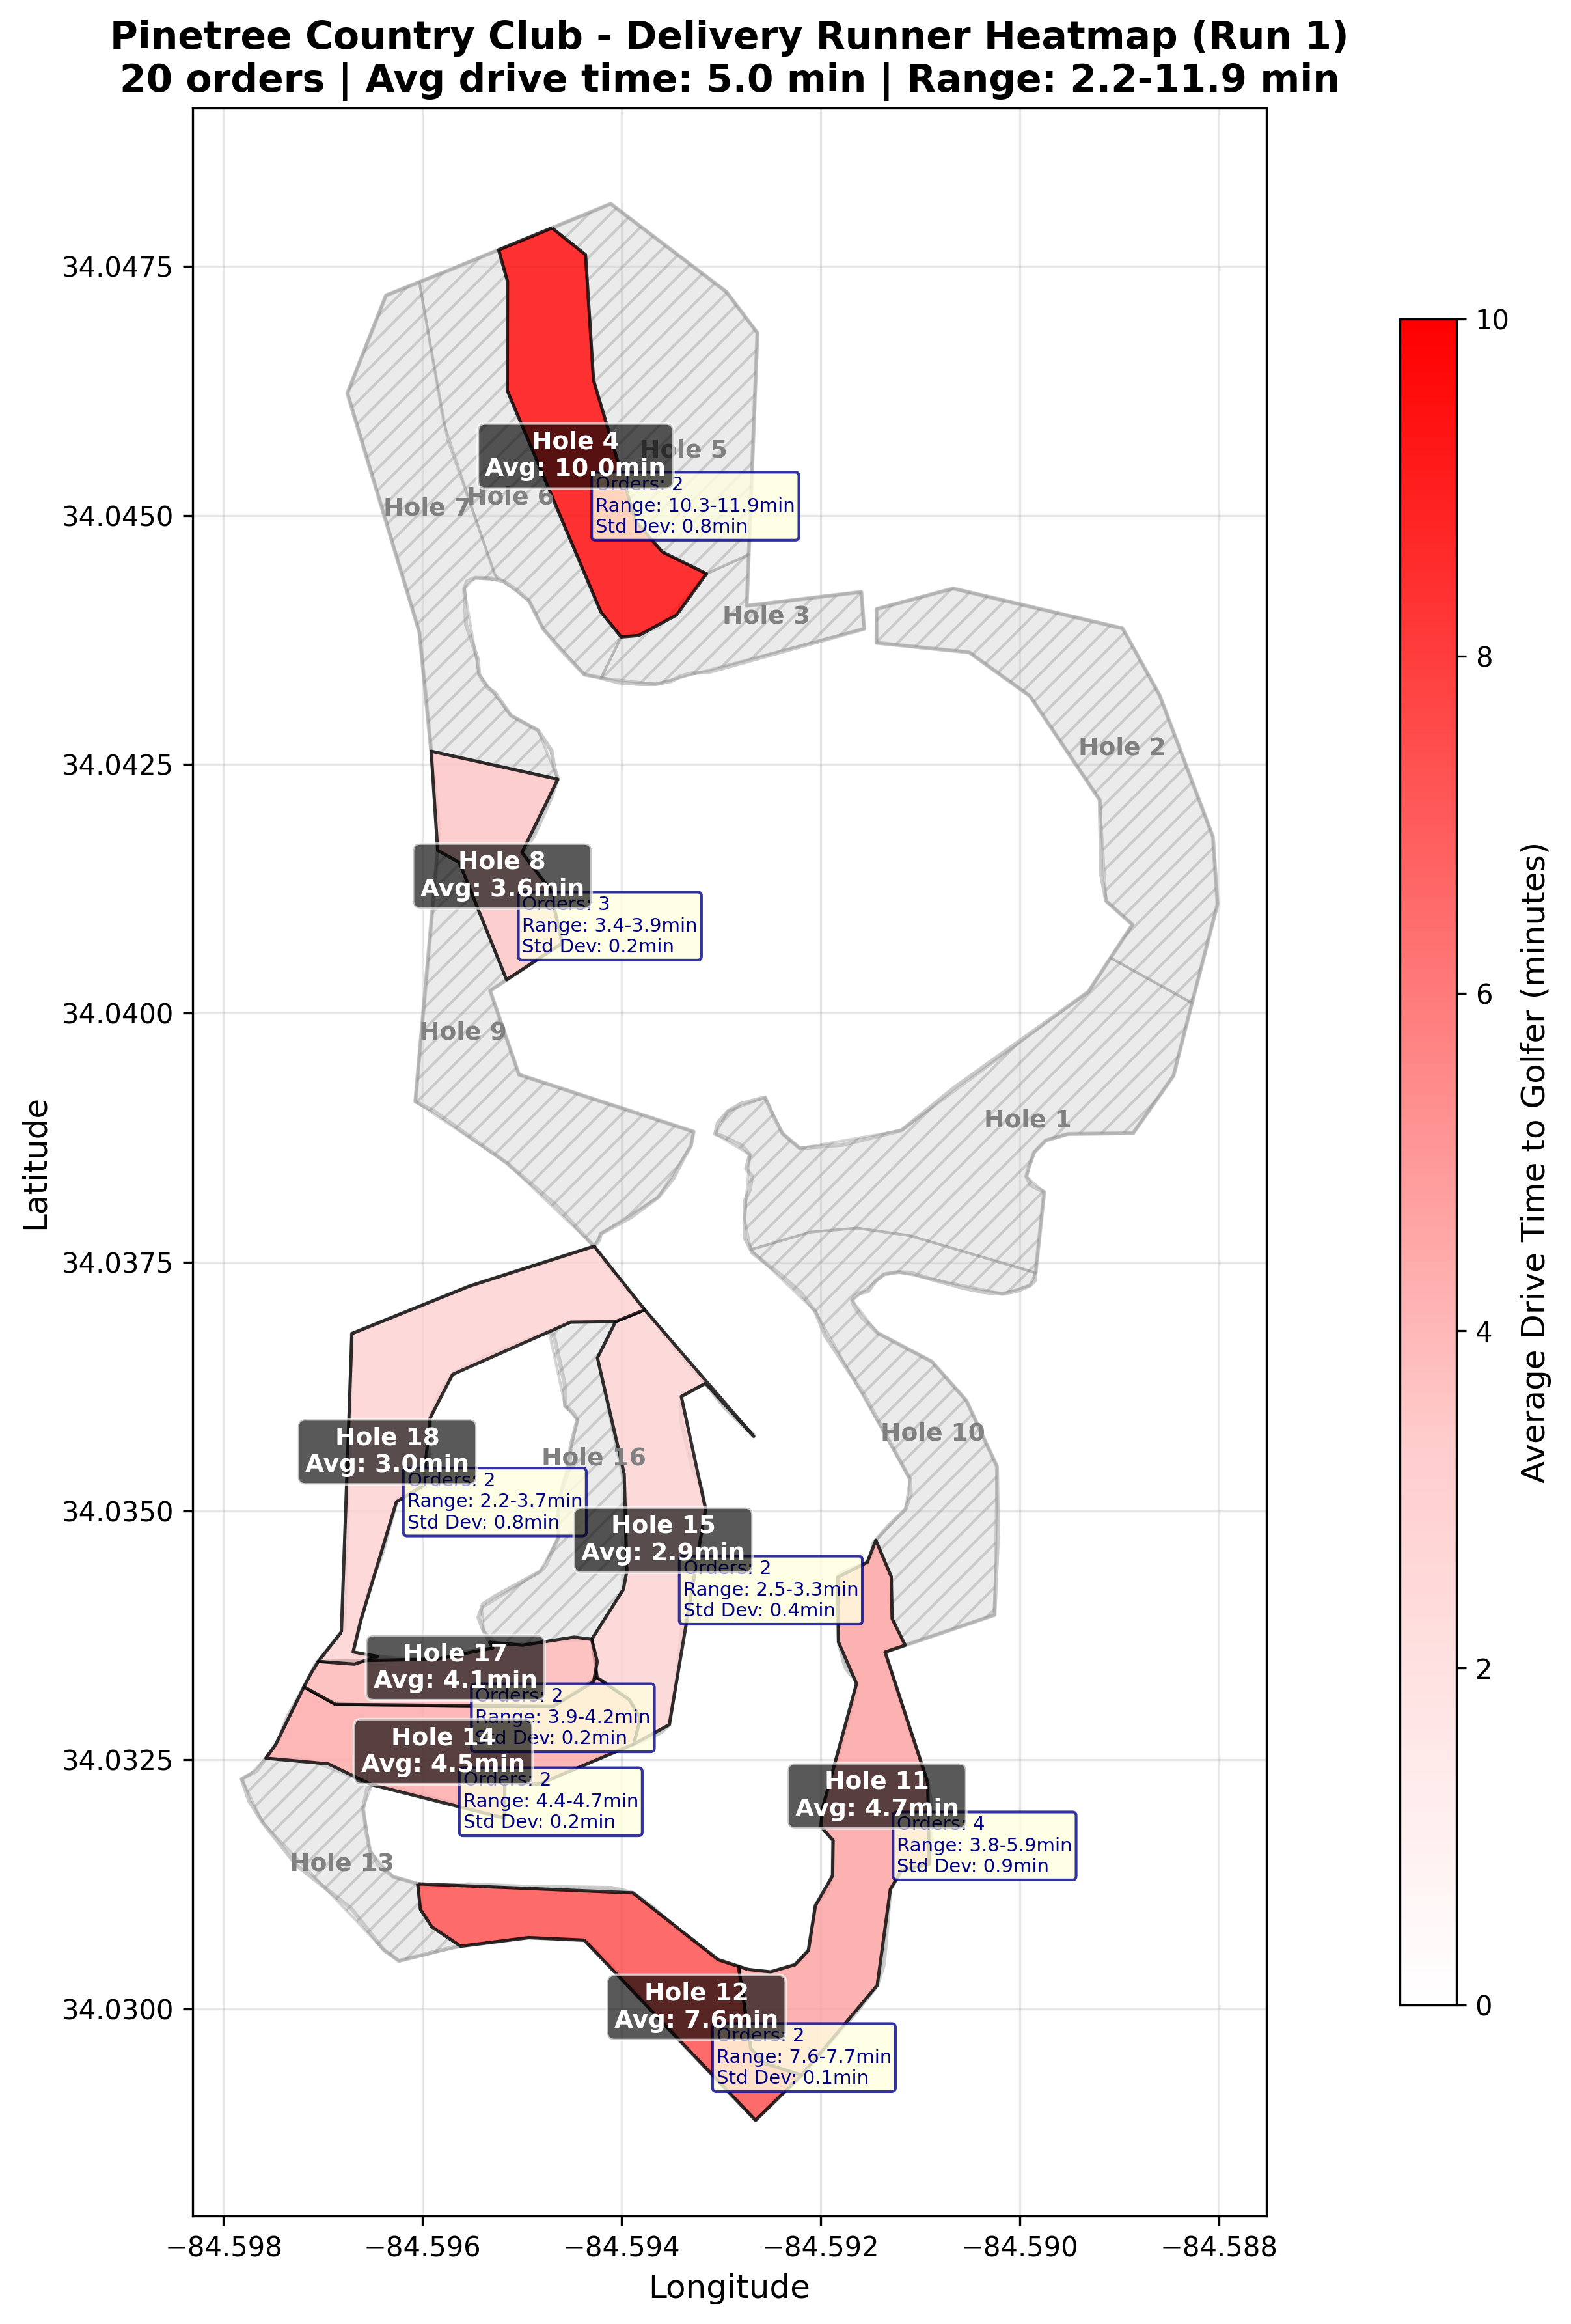 Pinetree Country Club - Delivery Runner Heatmap (Run 1)
20 orders | Avg drive time: 5.0 min | Range: 2.2-11.9 min
34.0475
34.0450
34.0425
34.0400
34.0375
34.0350
34.0325
34.0300
Latitude
−84.598
−84.596
−84.594
−84.592
−84.590
−84.588
Longitude
Hole 4
Avg: 10.0min
Orders: 2
Range: 10.3-11.9min
Std Dev: 0.8min
Hole 5
Hole 6
Hole 7
Hole 3
Hole 2
Hole 8
Avg: 3.6min
Orders: 3
Range: 3.4-3.9min
Std Dev: 0.2min
Hole 9
Hole 1
Hole 10
Hole 18
Avg: 3.0min
Orders: 2
Range: 2.2-3.7min
Std Dev: 0.8min
Hole 16
Hole 15
Avg: 2.9min
Orders: 2
Range: 2.5-3.3min
Std Dev: 0.4min
Hole 17
Avg: 4.1min
Orders: 2
Range: 3.9-4.2min
Std Dev: 0.2min
Hole 14
Avg: 4.5min
Orders: 2
Range: 4.4-4.7min
Std Dev: 0.2min
Hole 11
Avg: 4.7min
Orders: 4
Range: 3.8-5.9min
Std Dev: 0.9min
Hole 13
Hole 12
Avg: 7.6min
Orders: 2
Range: 7.6-7.7min
Std Dev: 0.1min
10
8
6
4
2
0
Average Drive Time to Golfer (minutes)